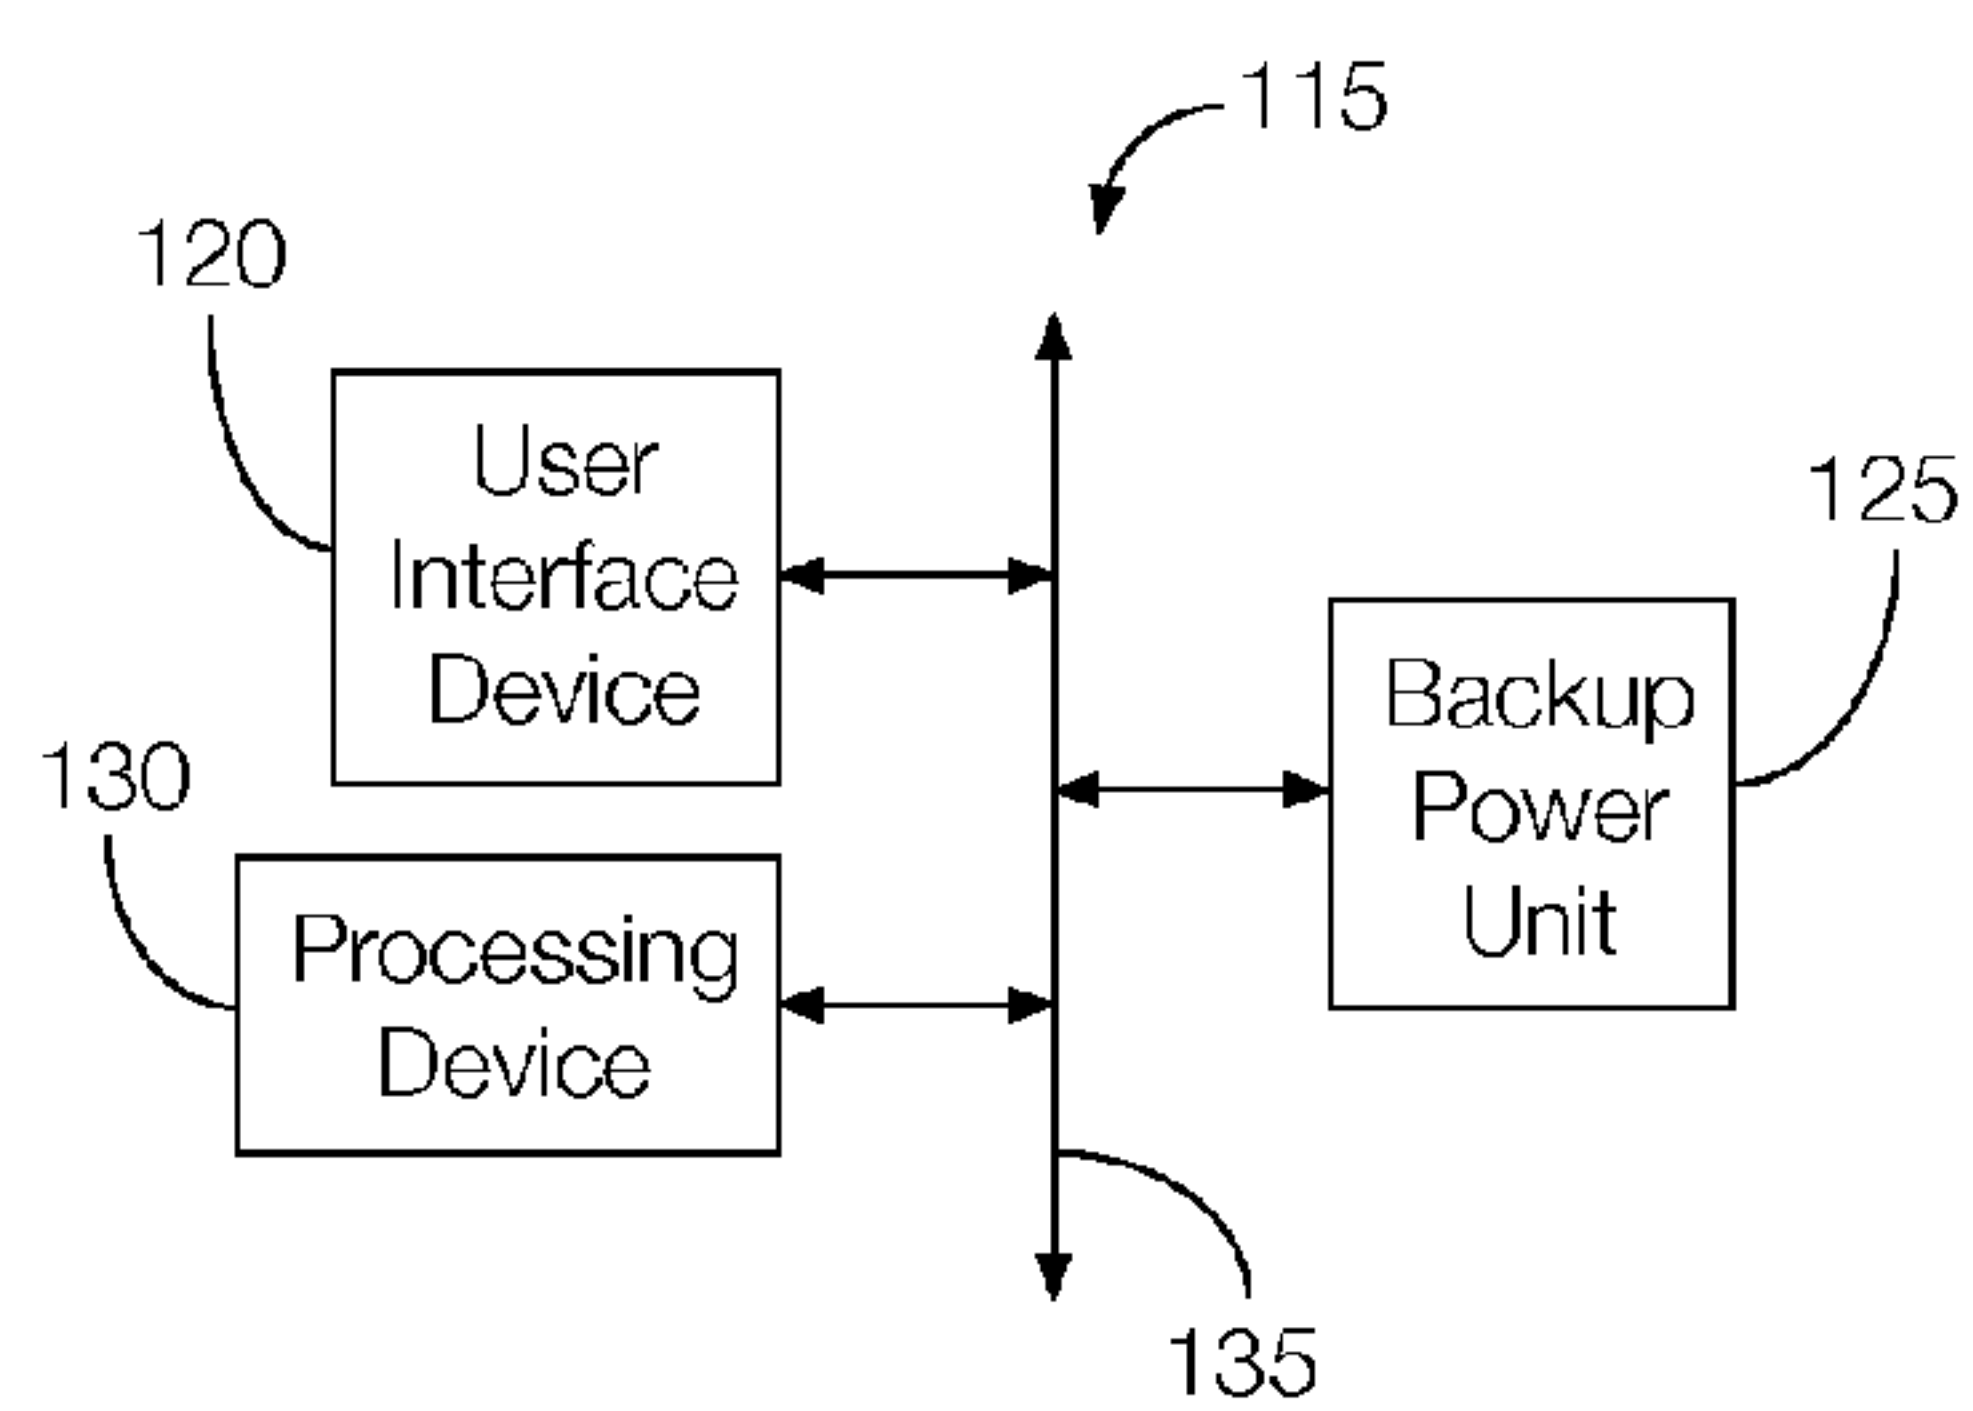 115
120
User
Interface
Device
125
Backup
Power
Unit
130
Processing
Device
135